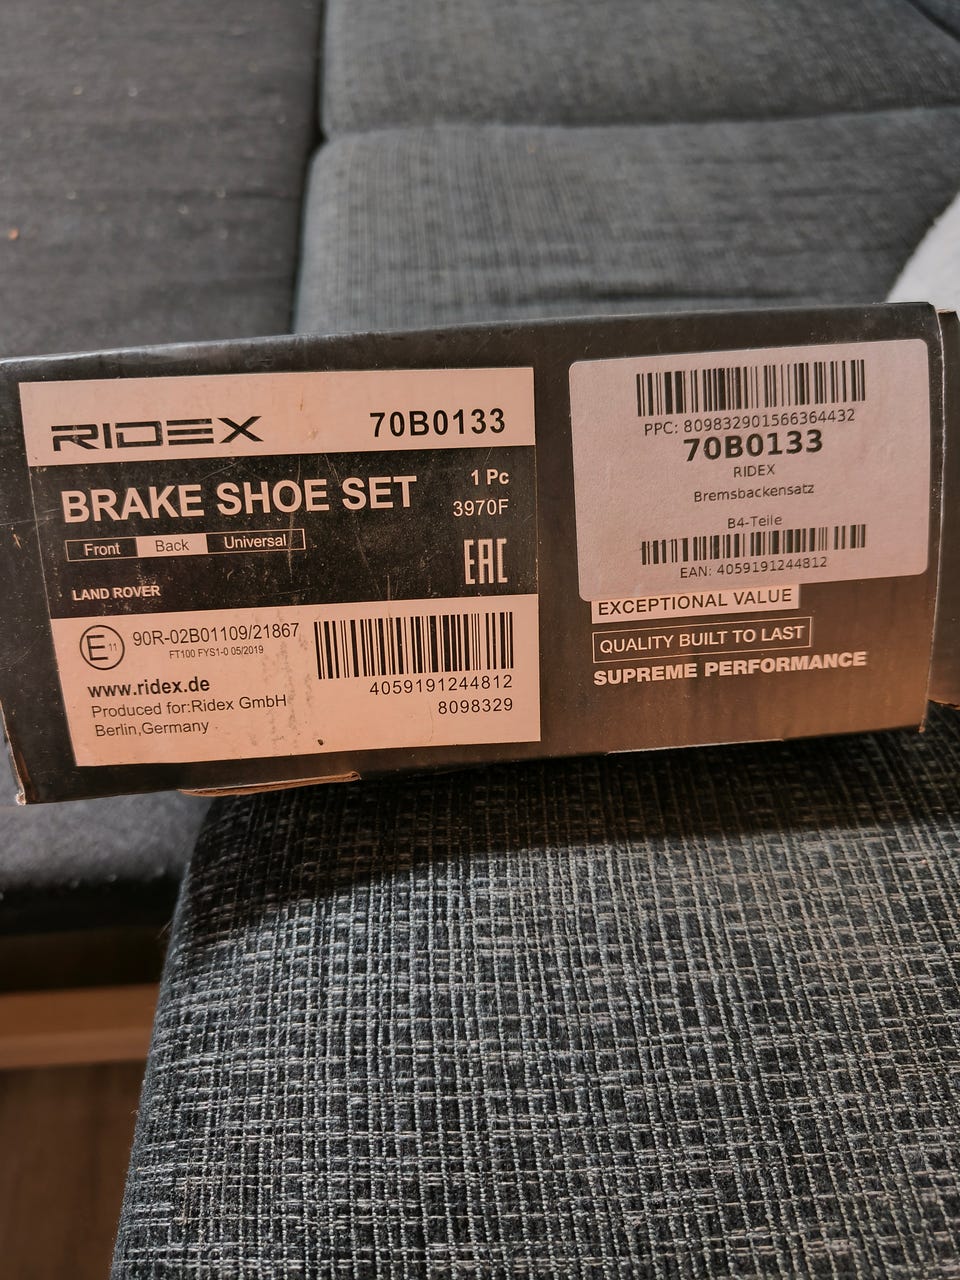 RIDEX
70B0133
BRAKE SHOE SET
1 Pc
3970F
Front Back Universal
EAC
LAND ROVER
E11 90R-02B01109/21867
FT100 FYS1-0 05/2019
www.ridex.de
Produced for:Ridex GmbH
Berlin,Germany
4059191244812
8098329
PPC: 809832901566364432
70B0133
RIDEX
Bremsbackensatz
B4-Teile
EAN: 4059191244812
EXCEPTIONAL VALUE
QUALITY BUILT TO LAST
SUPREME PERFORMANCE